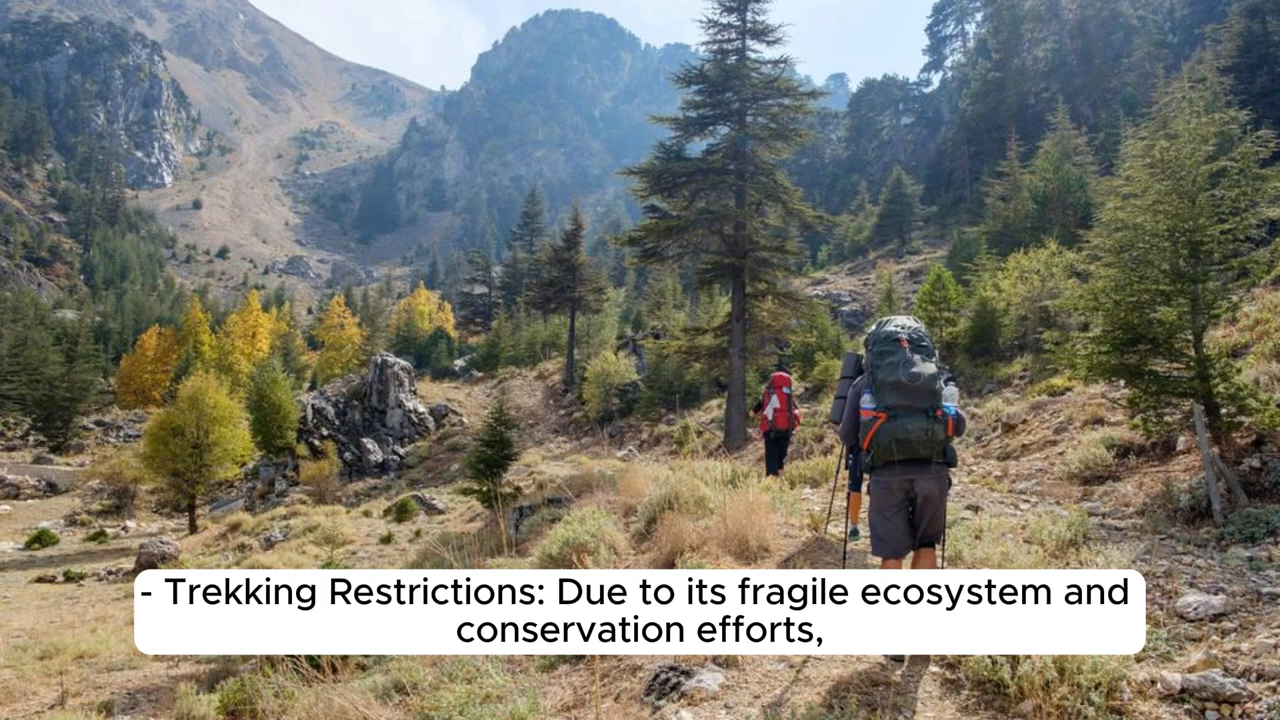 - Trekking Restrictions: Due to its fragile ecosystem and
conservation efforts,